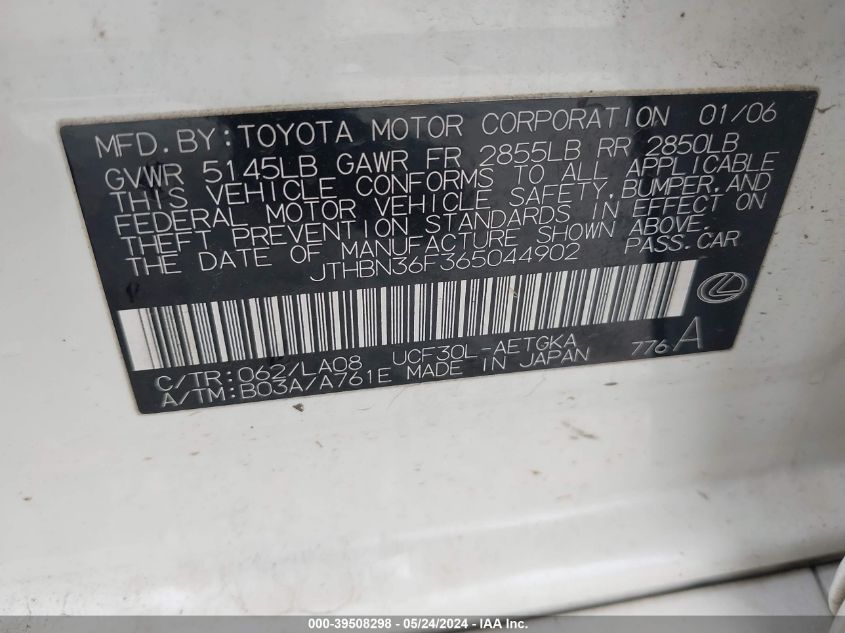 MFD. BY: TOYOTA MOTOR CORPORATION 01/06
GVWR 5145LB GAWR FR 2855LB RR 2850LB
THIS VEHICLE CONFORMS TO ALL APPLICABLE
FEDERAL MOTOR VEHICLE SAFETY, BUMPER, AND
THEFT PREVENTION STANDARDS IN EFFECT ON
THE DATE OF MANUFACTURE SHOWN ABOVE.
JTHBN36F365044902 PASS. CAR
C/TR: 062/LA08 UCF30L-AETGKA 776 A
A/TM: B03A/A761E MADE IN JAPAN
000-39508298 - 05/24/2024 - IAA, Inc.